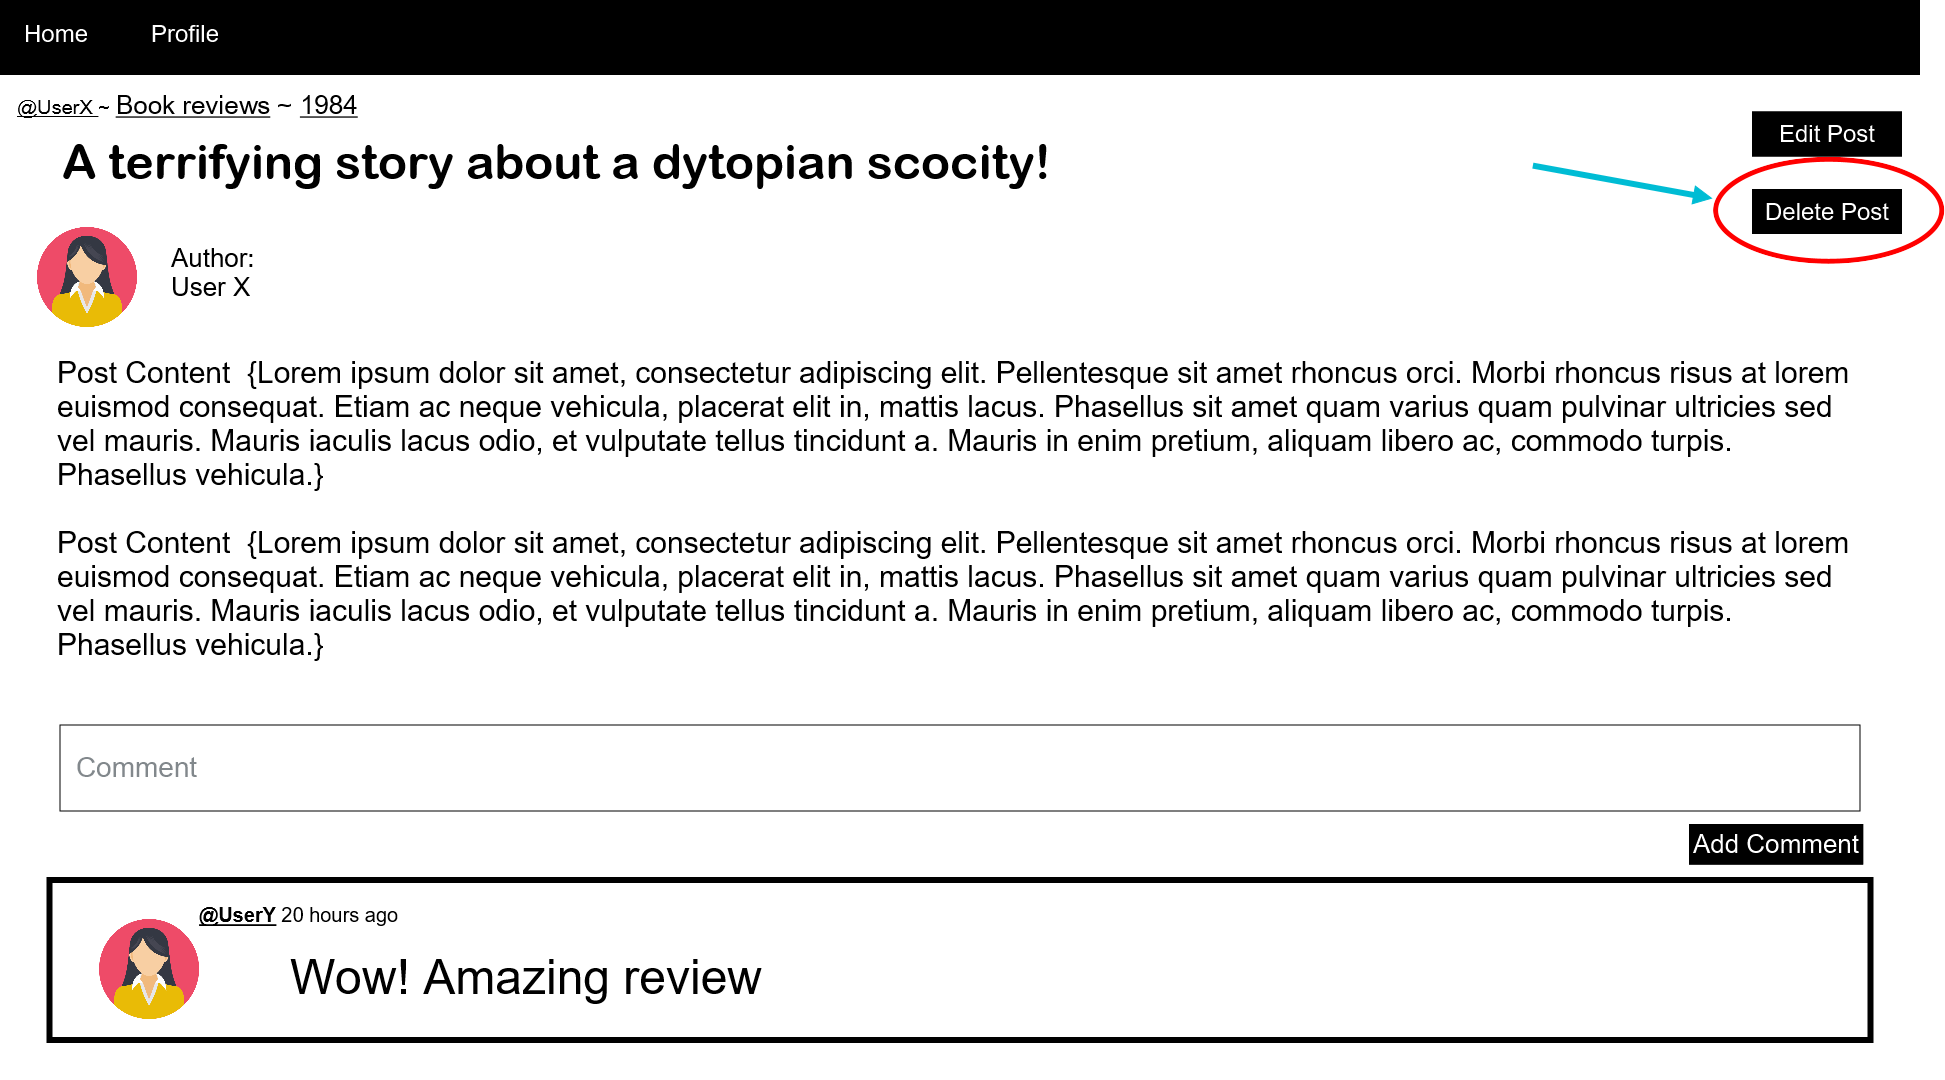 Home Profile
@UserX ~ Book reviews ~ 1984
Edit Post
A terrifying story about a dytopian scocity!
Delete Post
Author:
User X
Post Content  {Lorem ipsum dolor sit amet, consectetur adipiscing elit. Pellentesque sit amet rhoncus orci. Morbi rhoncus risus at lorem
euismod consequat. Etiam ac neque vehicula, placerat elit in, mattis lacus. Phasellus sit amet quam varius quam pulvinar ultricies sed
vel mauris. Mauris iaculis lacus odio, et vulputate tellus tincidunt a. Mauris in enim pretium, aliquam libero ac, commodo turpis.
Phasellus vehicula.}
Post Content  {Lorem ipsum dolor sit amet, consectetur adipiscing elit. Pellentesque sit amet rhoncus orci. Morbi rhoncus risus at lorem
euismod consequat. Etiam ac neque vehicula, placerat elit in, mattis lacus. Phasellus sit amet quam varius quam pulvinar ultricies sed
vel mauris. Mauris iaculis lacus odio, et vulputate tellus tincidunt a. Mauris in enim pretium, aliquam libero ac, commodo turpis.
Phasellus vehicula.}
Comment
Add Comment
@UserY 20 hours ago
Wow! Amazing review